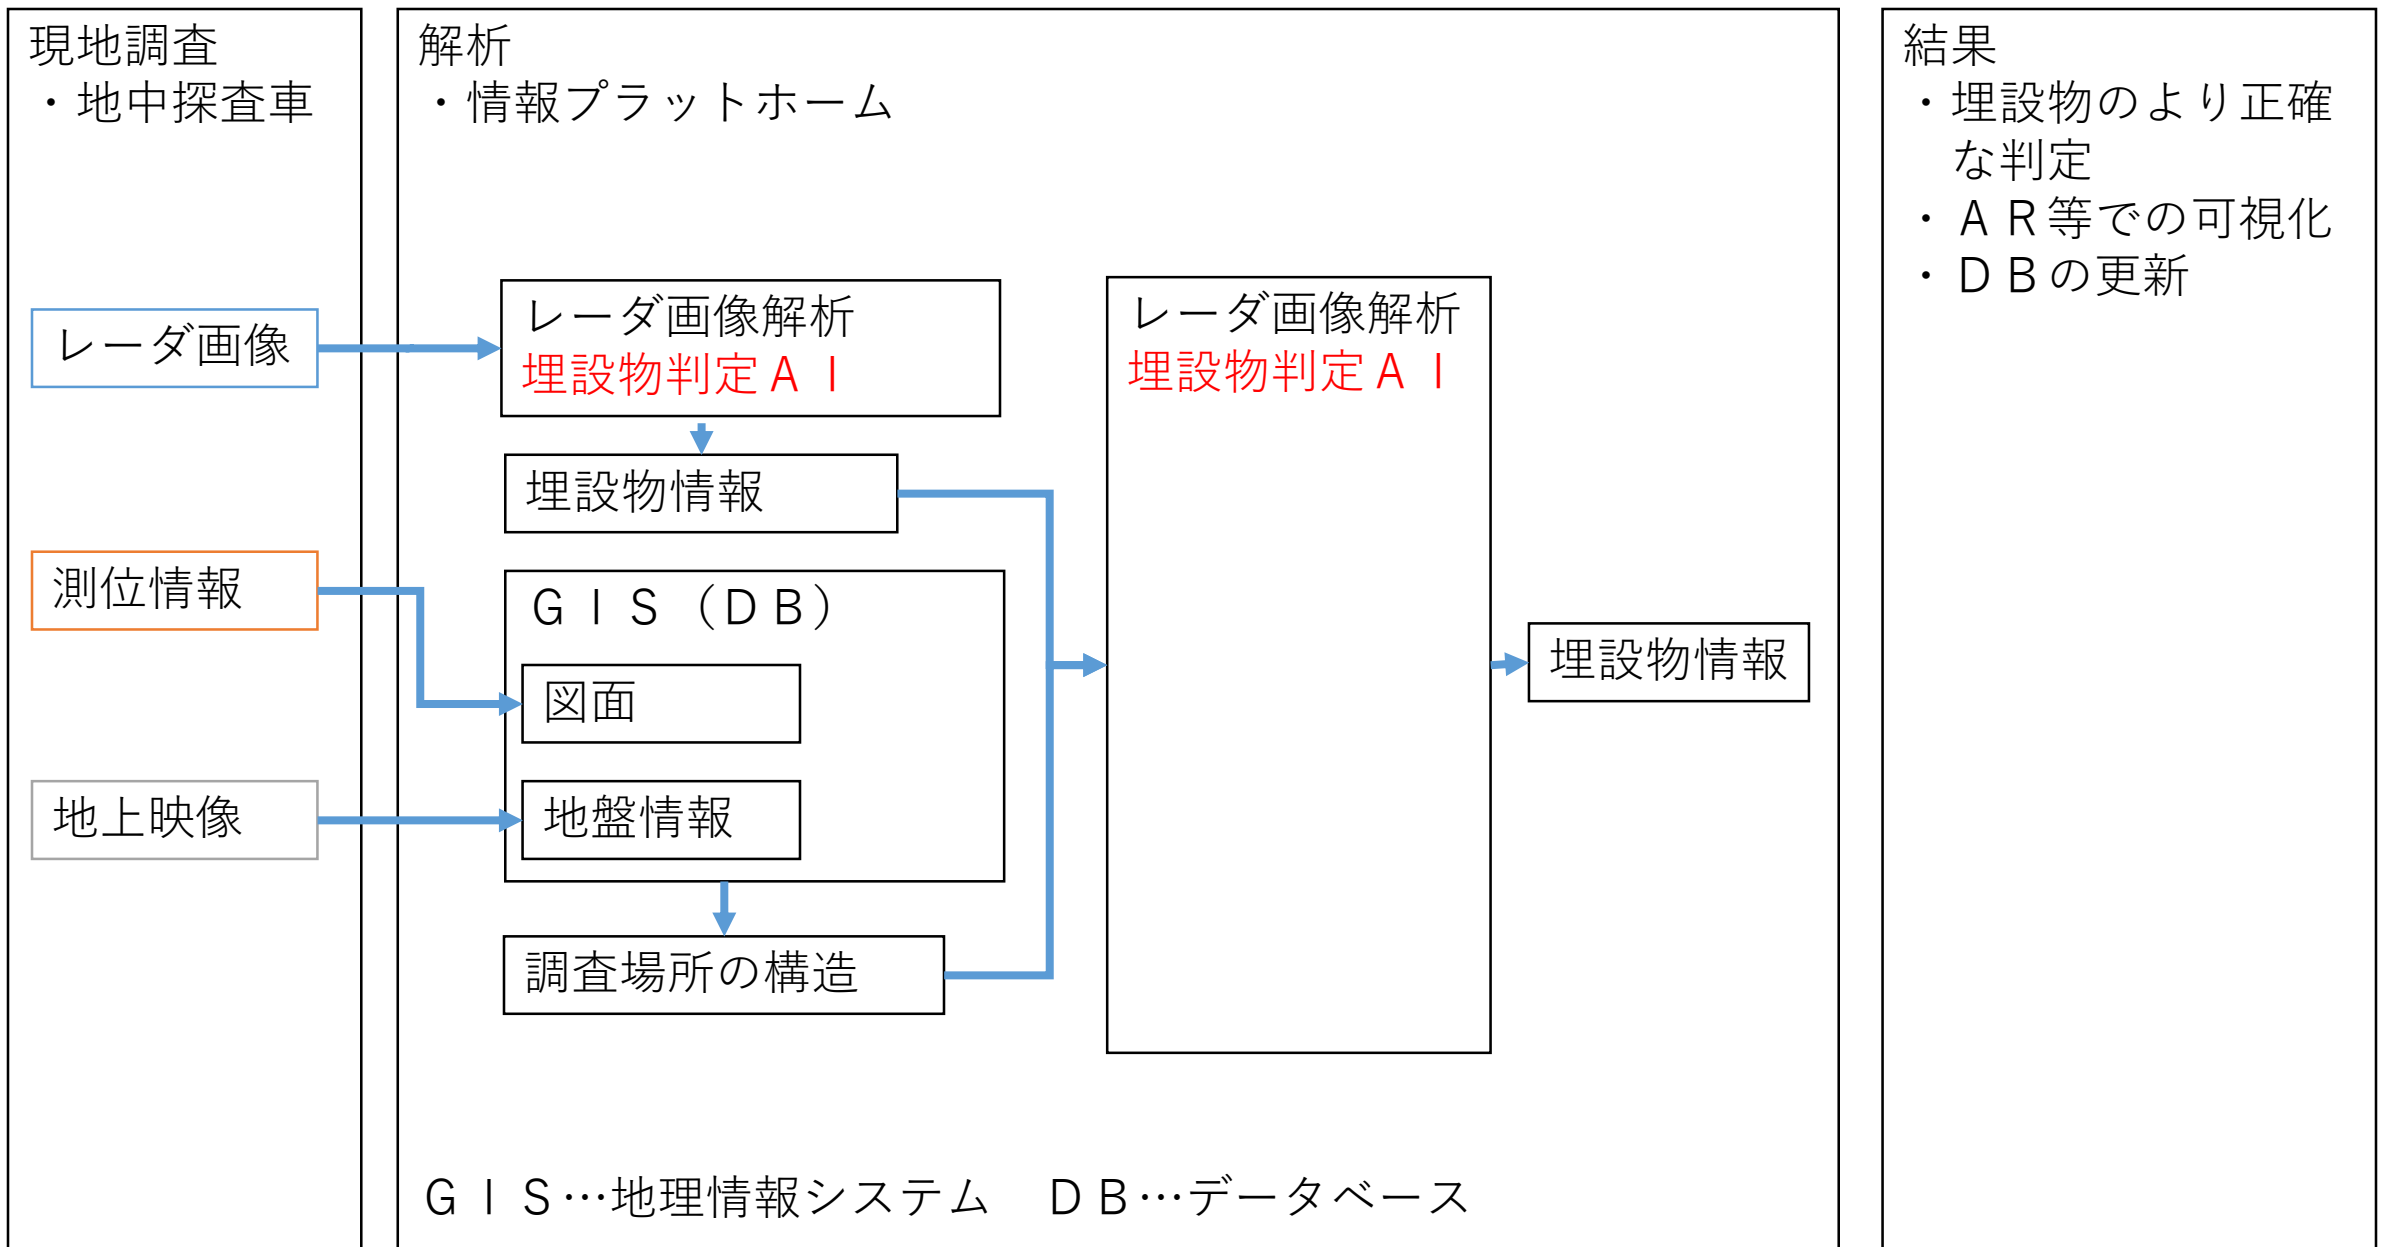 現地調査
・地中探査車
レーダ画像
測位情報
地上映像
解析
・情報プラットホーム
レーダ画像解析
埋設物判定ＡＩ
埋設物情報
ＧＩＳ（ＤＢ）
図面
地盤情報
調査場所の構造
レーダ画像解析
埋設物判定ＡＩ
埋設物情報
ＧＩＳ…地理情報システム　ＤＢ…データベース
結果
・埋設物のより正確
な判定
・ＡＲ等での可視化
・ＤＢの更新